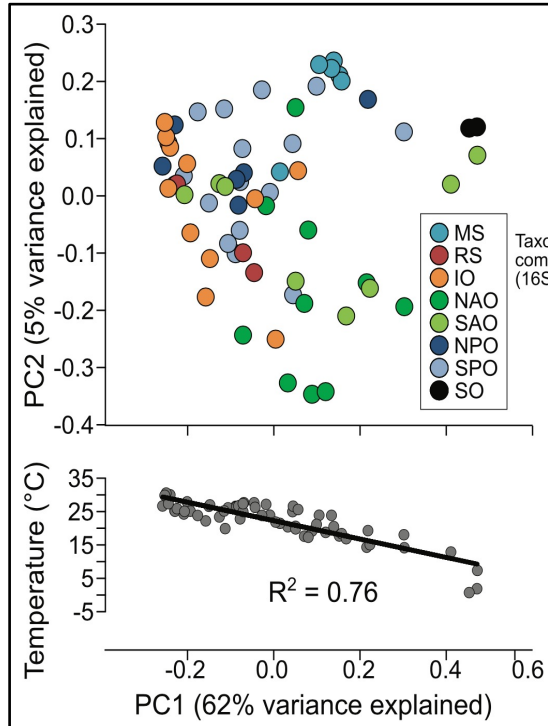 PC2 (5% variance explained)
0.3
0.2
0.1
0.0
-0.1
-0.2
-0.3
-0.4
MS
RS
IO
NAO
SAO
NPO
SPO
SO
Taxo
com
(16S
Temperature (°C)
35
25
15
5
-5
R² = 0.76
-0.2 0.0 0.2 0.4 0.6
PC1 (62% variance explained)